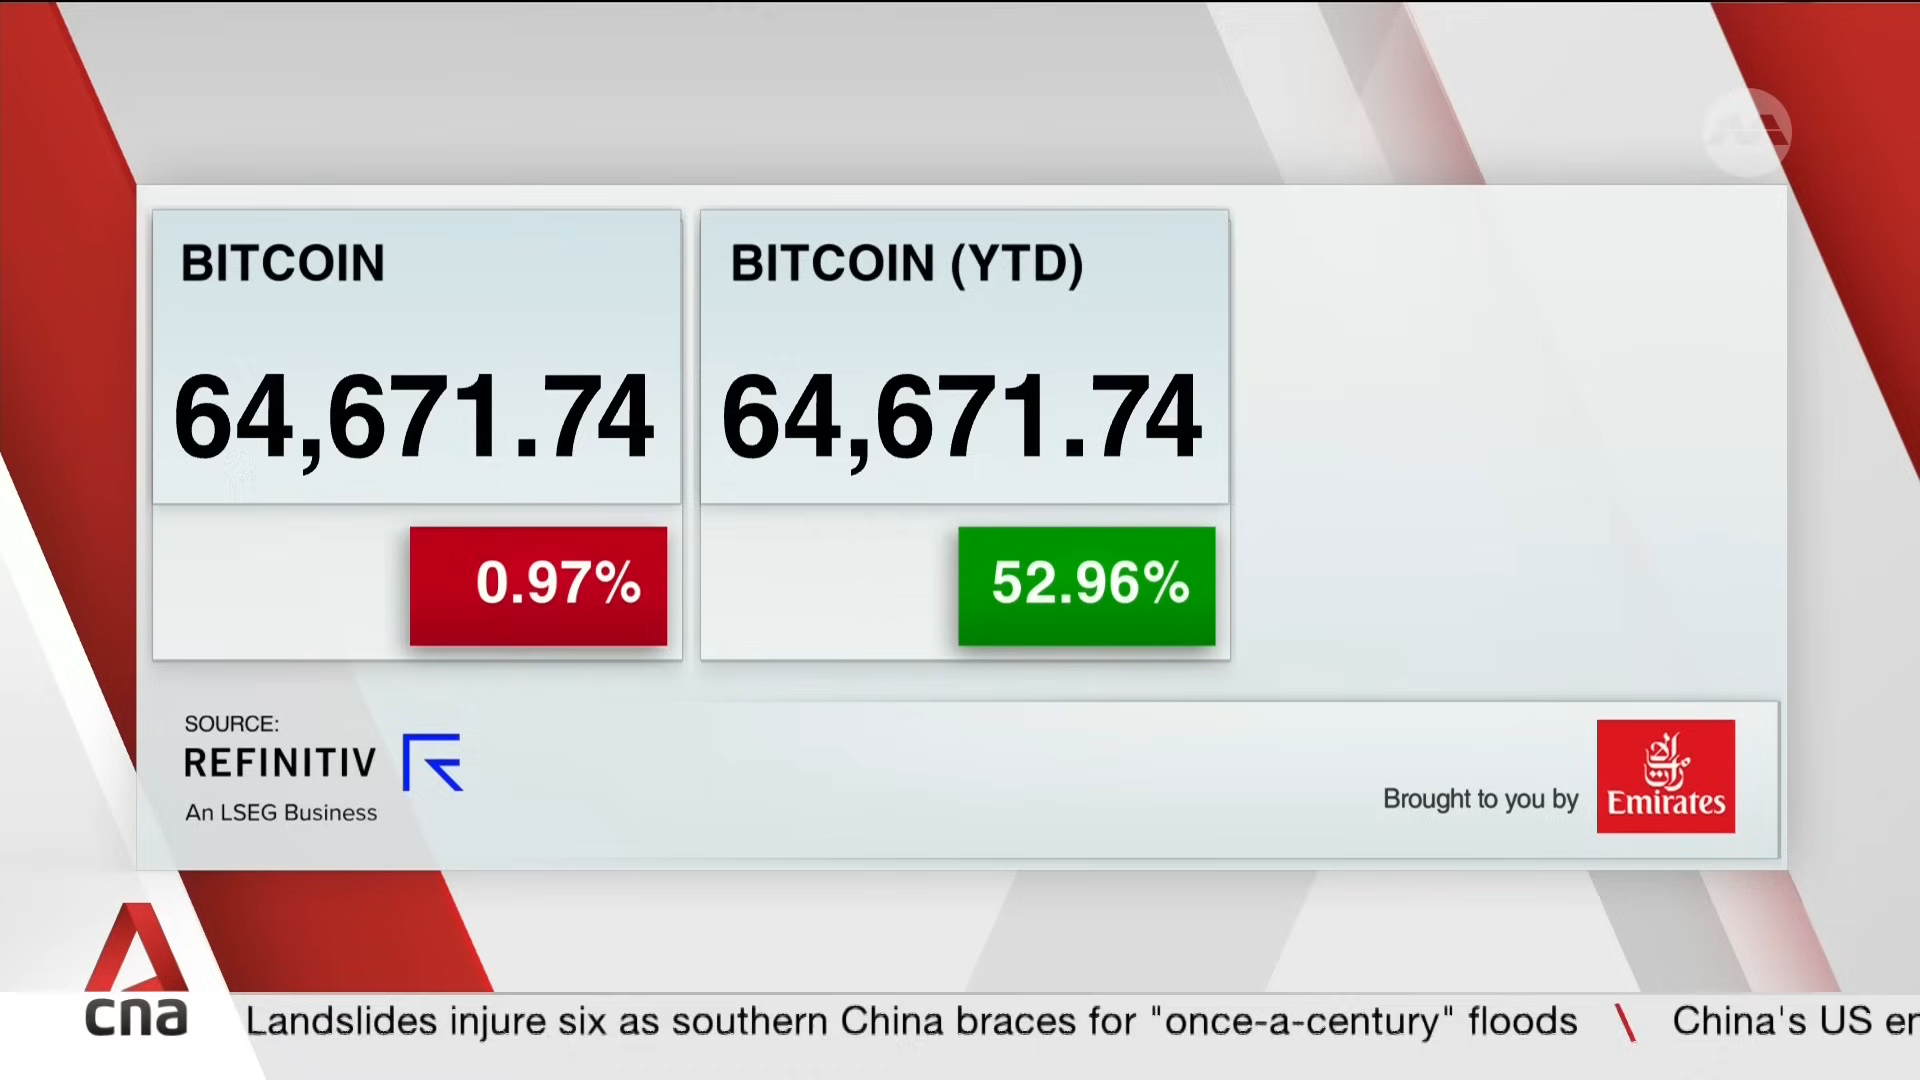 BITCOIN
64,671.74
0.97%
BITCOIN (YTD)
64,671.74
52.96%
SOURCE:
REFINITIV
An LSEG Business
Brought to you by
Emirates
cna
Landslides injure six as southern China braces for "once-a-century" floods \ China's US